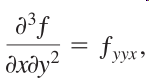 ∂³f/∂x∂y² = f_yyx,